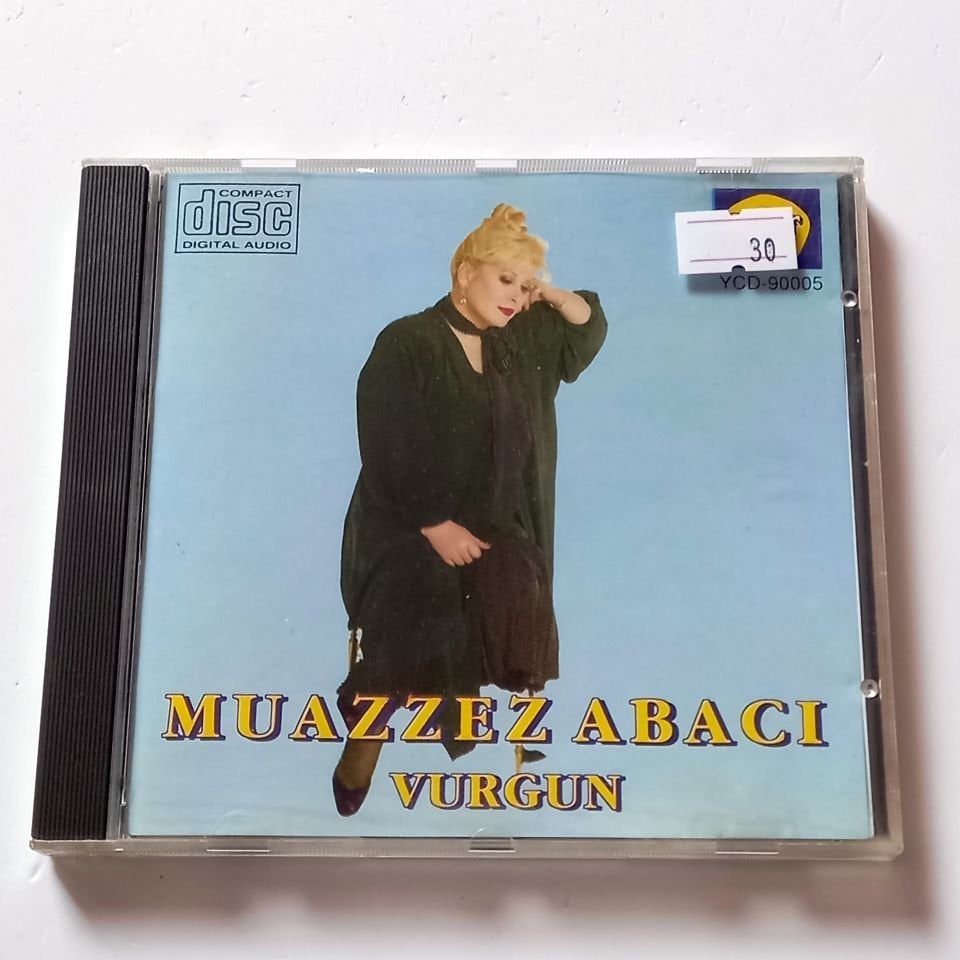 COMPACT
disc
DIGITAL AUDIO
30
YCD-90005
MUAZZEZ ABACI
VURGUN